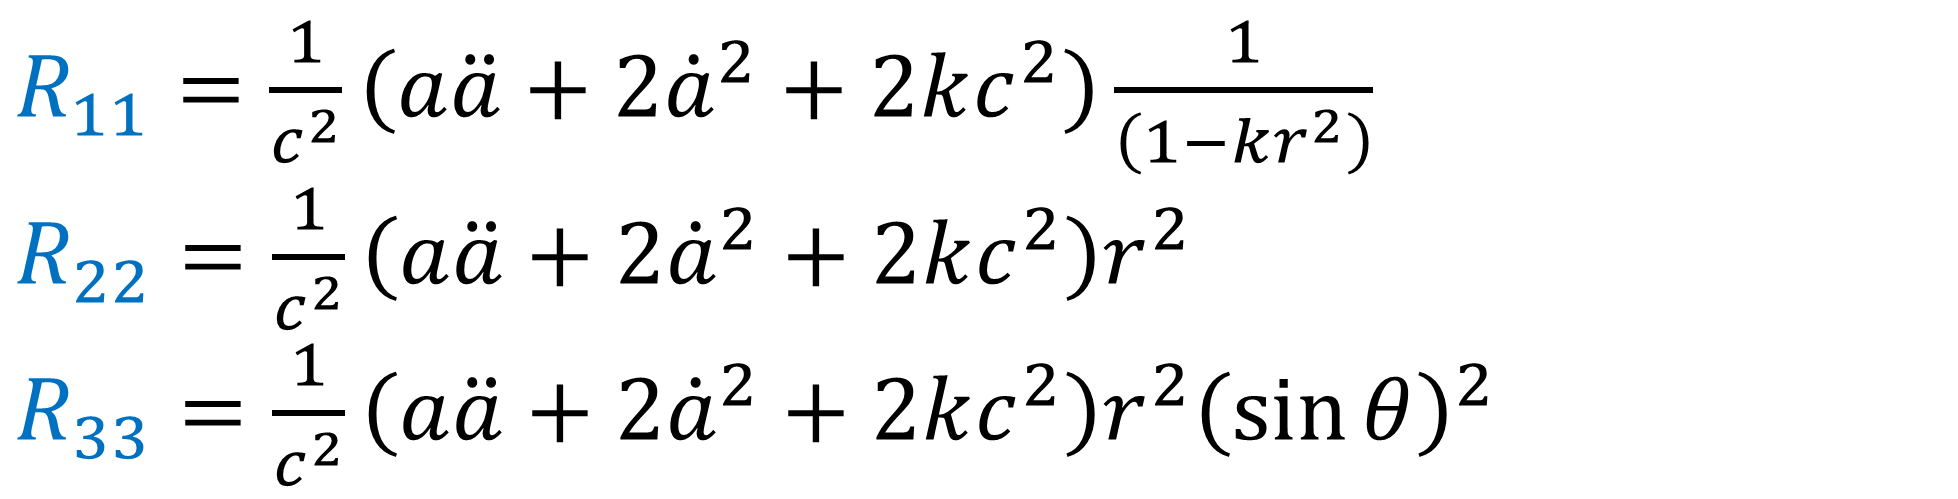 R₁₁ = 1/c² (aä + 2ȧ² + 2kc²) 1/(1−kr²)
R₂₂ = 1/c² (aä + 2ȧ² + 2kc²)r²
R₃₃ = 1/c² (aä + 2ȧ² + 2kc²)r²(sin θ)²